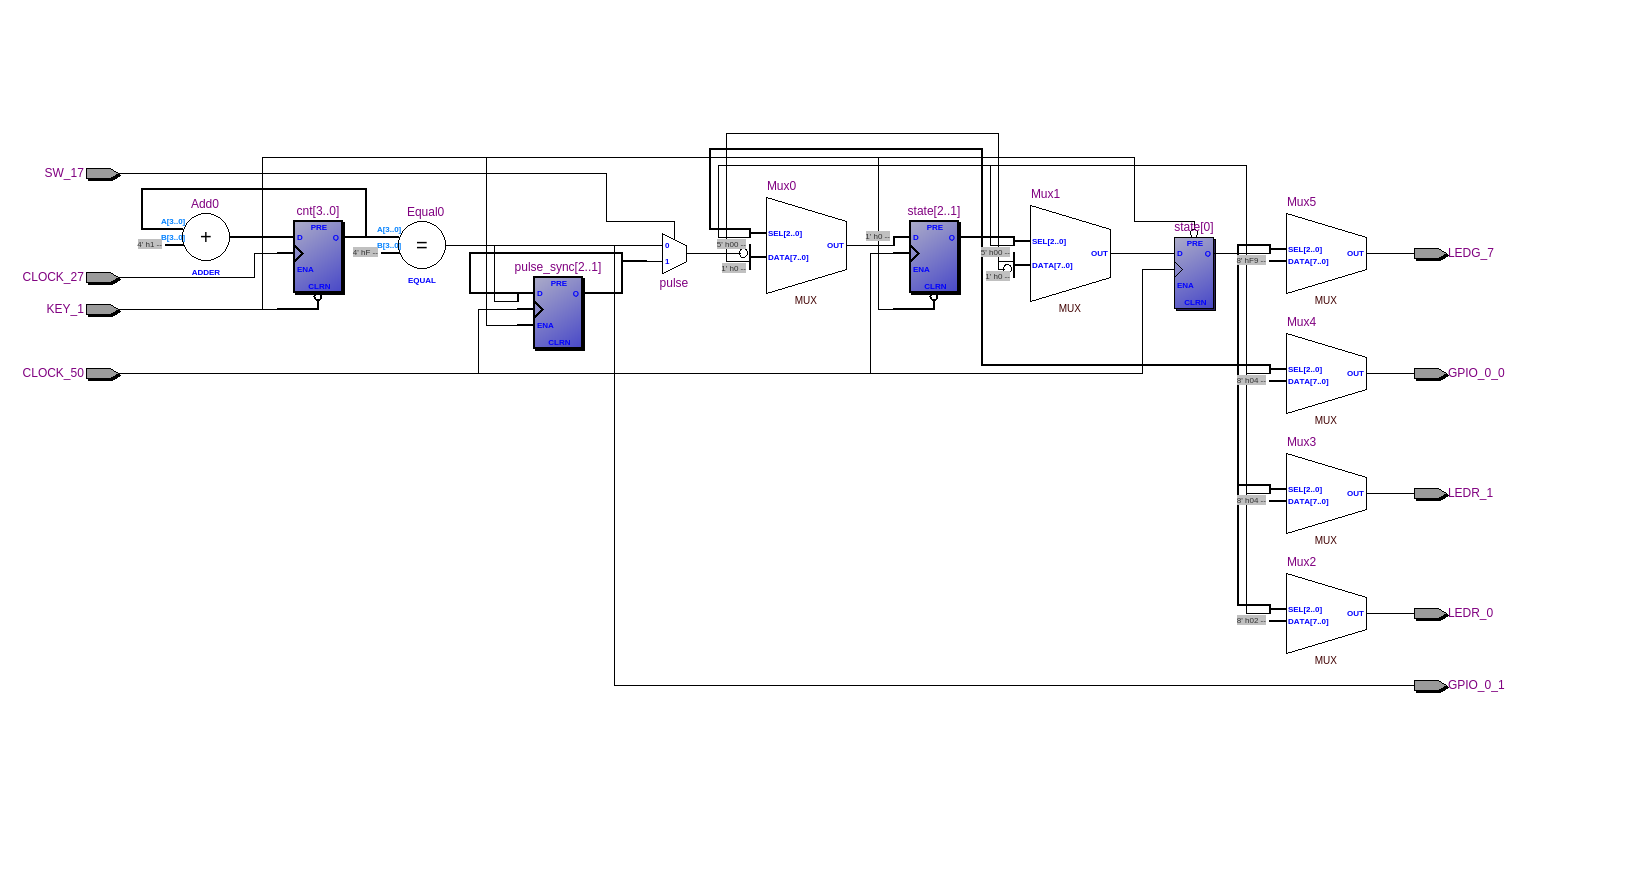 SW_17
CLOCK_27
KEY_1
CLOCK_50
Add0
A[3..0]
B[3..0]
4' h1 --
+
ADDER
cnt[3..0]
PRE
D
Q
ENA
CLRN
Equal0
A[3..0]
B[3..0]
4' hF --
=
EQUAL
pulse_sync[2..1]
PRE
D
Q
ENA
CLRN
0
1
pulse
Mux0
SEL[2..0]
5' h00 --
DATA[7..0]
1' h0 --
OUT
MUX
state[2..1]
1' h0 --
PRE
D
Q
ENA
CLRN
Mux1
SEL[2..0]
5' h00 --
DATA[7..0]
1' h0 --
OUT
MUX
state[0]
PRE
D
Q
ENA
CLRN
Mux5
SEL[2..0]
8' hF9 --
DATA[7..0]
OUT
MUX
LEDG_7
Mux4
SEL[2..0]
8' h04 --
DATA[7..0]
OUT
MUX
GPIO_0_0
Mux3
SEL[2..0]
8' h04 --
DATA[7..0]
OUT
MUX
LEDR_1
Mux2
SEL[2..0]
8' h02 --
DATA[7..0]
OUT
MUX
LEDR_0
GPIO_0_1